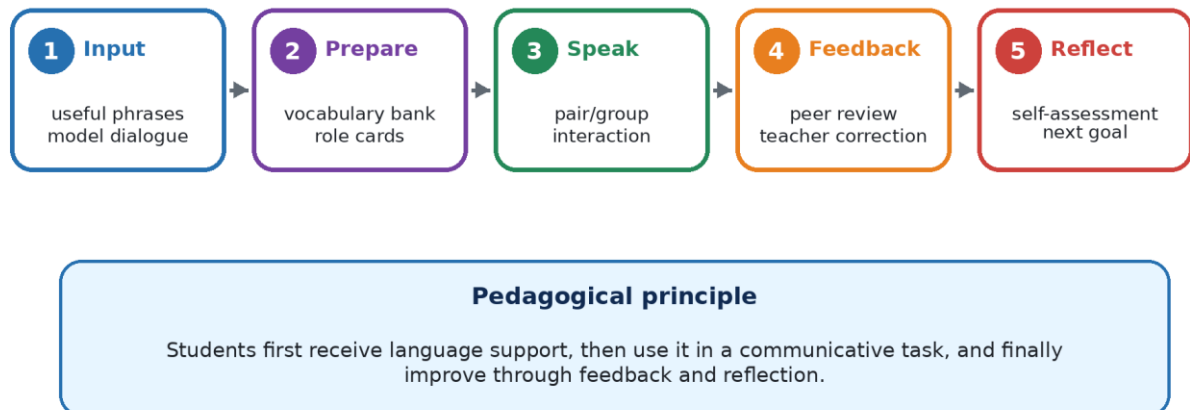 1 Input
useful phrases
model dialogue
2 Prepare
vocabulary bank
role cards
3 Speak
pair/group
interaction
4 Feedback
peer review
teacher correction
5 Reflect
self-assessment
next goal
Pedagogical principle
Students first receive language support, then use it in a communicative task, and finally
improve through feedback and reflection.